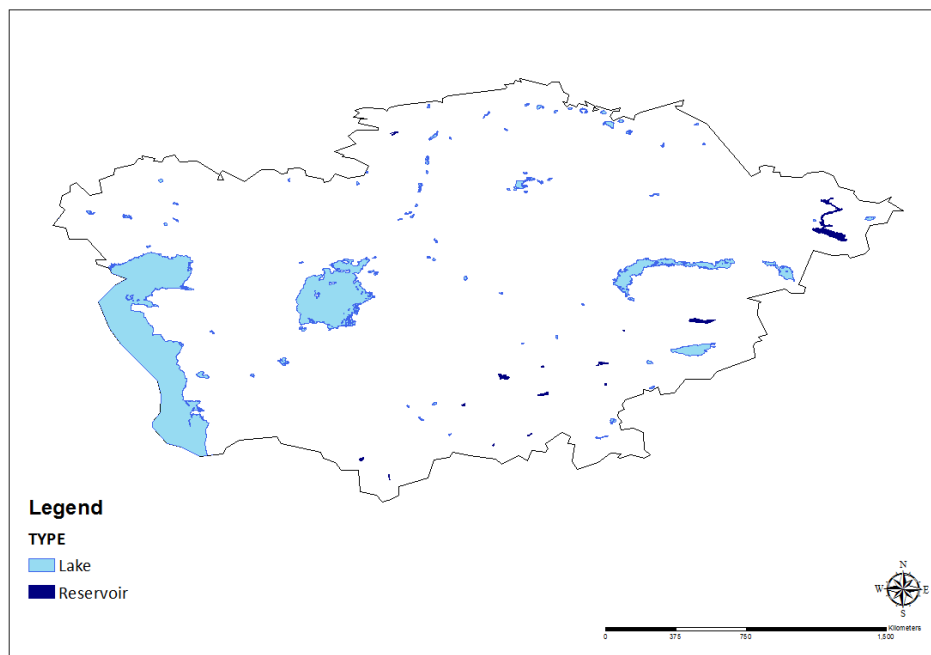 Legend
TYPE
Lake
Reservoir
N
W E
S
Kilometers
0 375 750 1,500